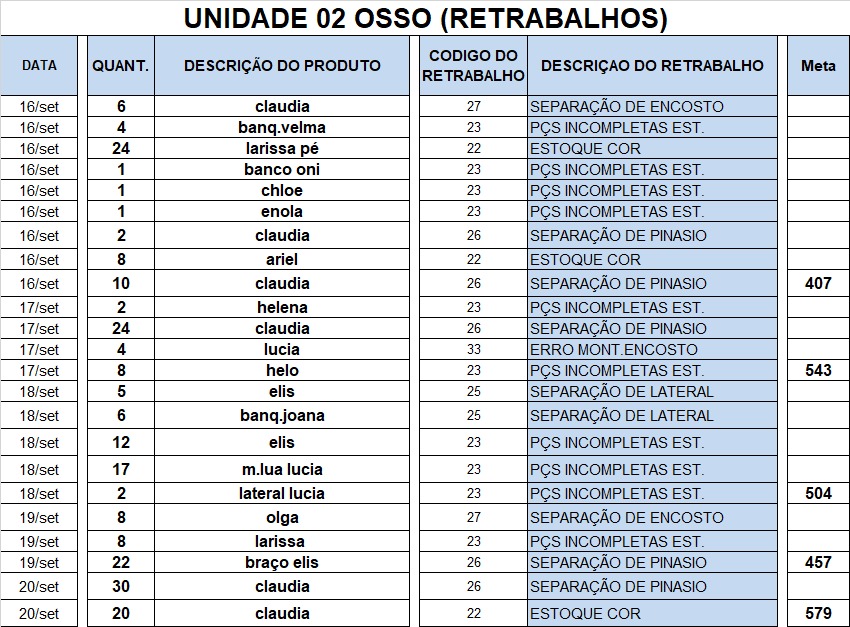 UNIDADE 02 OSSO (RETRABALHOS)
DATA QUANT. DESCRIÇÃO DO PRODUTO CODIGO DO RETRABALHO DESCRIÇAO DO RETRABALHO Meta
16/set 6 claudia 27 SEPARAÇÃO DE ENCOSTO
16/set 4 banq.velma 23 PÇS INCOMPLETAS EST.
16/set 24 larissa pé 22 ESTOQUE COR
16/set 1 banco oni 23 PÇS INCOMPLETAS EST.
16/set 1 chloe 23 PÇS INCOMPLETAS EST.
16/set 1 enola 23 PÇS INCOMPLETAS EST.
16/set 2 claudia 26 SEPARAÇÃO DE PINASIO
16/set 8 ariel 22 ESTOQUE COR
16/set 10 claudia 26 SEPARAÇÃO DE PINASIO 407
17/set 2 helena 23 PÇS INCOMPLETAS EST.
17/set 24 claudia 26 SEPARAÇÃO DE PINASIO
17/set 4 lucia 33 ERRO MONT.ENCOSTO
17/set 8 helo 23 PÇS INCOMPLETAS EST. 543
18/set 5 elis 25 SEPARAÇÃO DE LATERAL
18/set 6 banq.joana 25 SEPARAÇÃO DE LATERAL
18/set 12 elis 23 PÇS INCOMPLETAS EST.
18/set 17 m.lua lucia 23 PÇS INCOMPLETAS EST.
18/set 2 lateral lucia 23 PÇS INCOMPLETAS EST. 504
19/set 8 olga 27 SEPARAÇÃO DE ENCOSTO
19/set 8 larissa 23 PÇS INCOMPLETAS EST.
19/set 22 braço elis 26 SEPARAÇÃO DE PINASIO 457
20/set 30 claudia 26 SEPARAÇÃO DE PINASIO
20/set 20 claudia 22 ESTOQUE COR 579